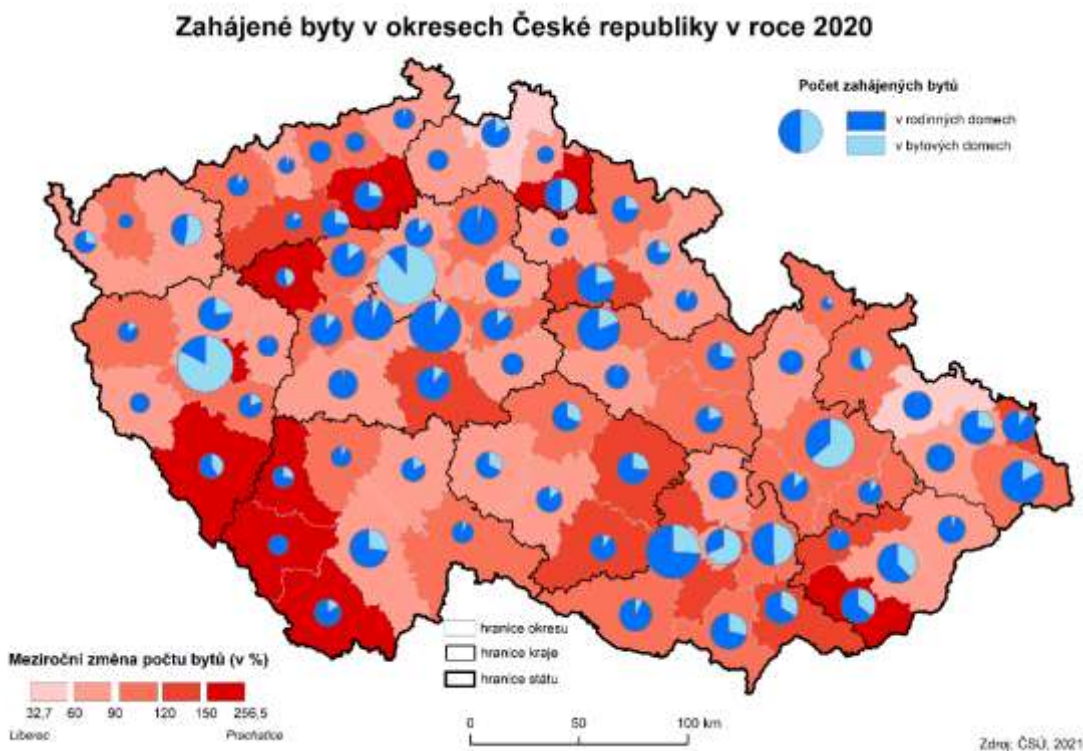 Zahájené byty v okresech České republiky v roce 2020
Počet zahájených bytů
v rodinných domech
v bytových domech
hranice okresu
hranice kraje
hranice státu
Meziroční změna počtu bytů (v %)
32,7 60 90 120 150 256,5
Liberec Prachatice
0 50 100 km
Zdroj: ČSÚ, 2021